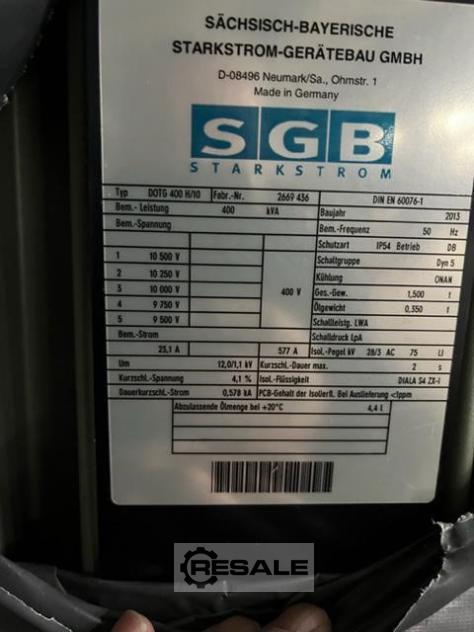 SÄCHSISCH-BAYERISCHE
STARKSTROM-GERÄTEBAU GMBH
D-08496 Neumark/Sa., Ohmstr. 1
Made in Germany
SGB
STARKSTROM
Typ DOTG 400 H/10 Fabr.-Nr. 2669 436 DIN EN 60076-1
Bem.- Leistung 400 kVA Baujahr 2013
Bem.-Spannung Bem.-Frequenz 50 Hz
Schutzart IP54 Betrieb DB
1 10 500 V Schaltgruppe Dyn 5
2 10 250 V Kühlung ONAN
3 10 000 V 400 V Ges.-Gew. 1,500 t
4 9 750 V Ölgewicht 0,350 t
5 9 500 V Schalleistg. LWA
Bem.-Strom Schalldruck LpA
23,1 A 577 A Isol.-Pegel kV 28/3 AC 75 LI
Um 12,0/1,1 kV Kurzschl.-Dauer max. 2 s
Kurzschl.-Spannung 4,1 % Isol.-Flüssigkeit DIALA S4 ZX-I
Dauerkurzschl.-Strom 0,578 kA PCB-Gehalt der Isolierfl. Bei Auslieferung <1ppm
Abzulassende Ölmenge bei +20°C 4,4 l
RESALE